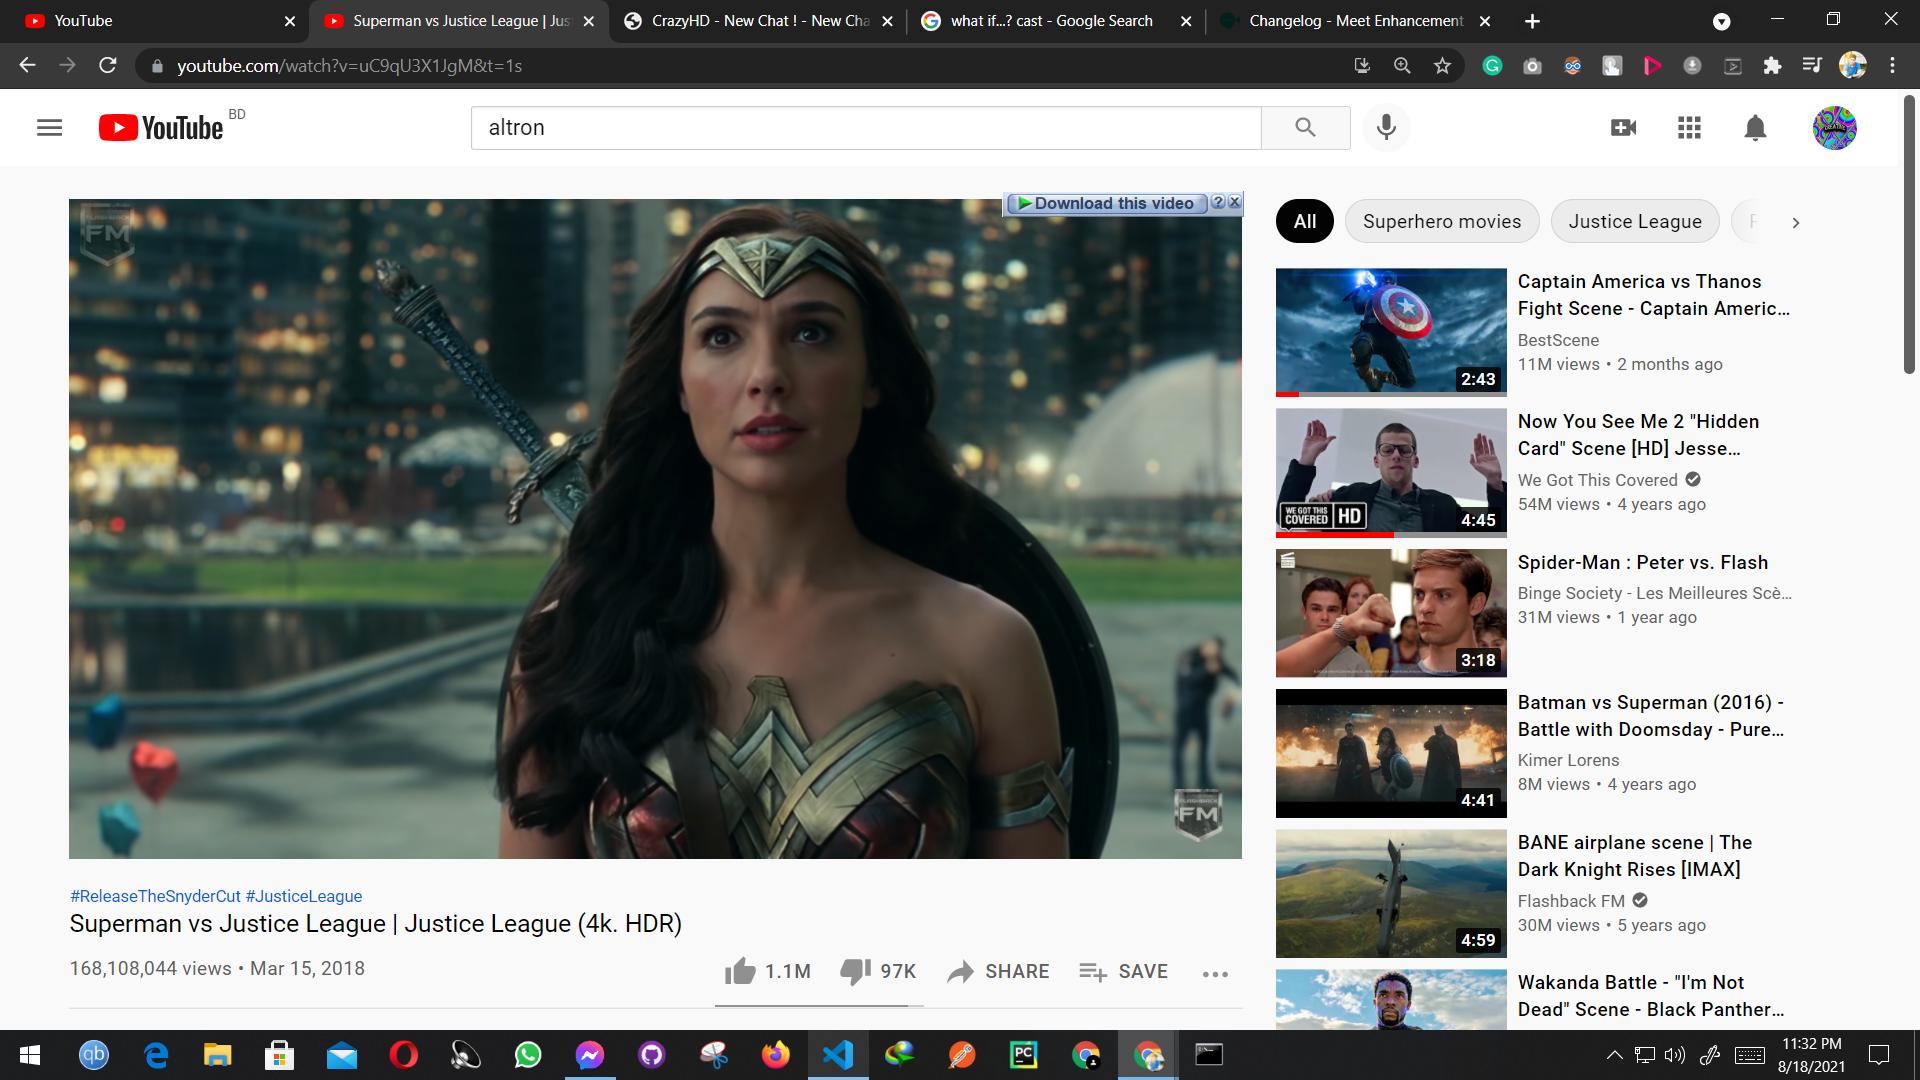 YouTube
Superman vs Justice League | Jus
CrazyHD - New Chat ! - New Cha
what if...? cast - Google Search
Changelog - Meet Enhancement
youtube.com/watch?v=uC9qU3X1JgM&t=1s
YouTube
BD
altron
Download this video
?
x
FM
All
Superhero movies
Justice League
Captain America vs Thanos
Fight Scene - Captain Americ...
BestScene
11M views • 2 months ago
2:43
Now You See Me 2 "Hidden
Card" Scene [HD] Jesse...
We Got This Covered
54M views • 4 years ago
WE GOT THIS
COVERED HD
4:45
Spider-Man : Peter vs. Flash
Binge Society - Les Meilleures Scè...
31M views • 1 year ago
3:18
Batman vs Superman (2016) -
Battle with Doomsday - Pure...
Kimer Lorens
8M views • 4 years ago
4:41
FLASHBACK
FM
BANE airplane scene | The
Dark Knight Rises [IMAX]
Flashback FM
30M views • 5 years ago
4:59
Wakanda Battle - "I'm Not
Dead" Scene - Black Panther...
#ReleaseTheSnyderCut #JusticeLeague
Superman vs Justice League | Justice League (4k. HDR)
168,108,044 views • Mar 15, 2018
1.1M
97K
SHARE
SAVE
qb
PC
11:32 PM
8/18/2021